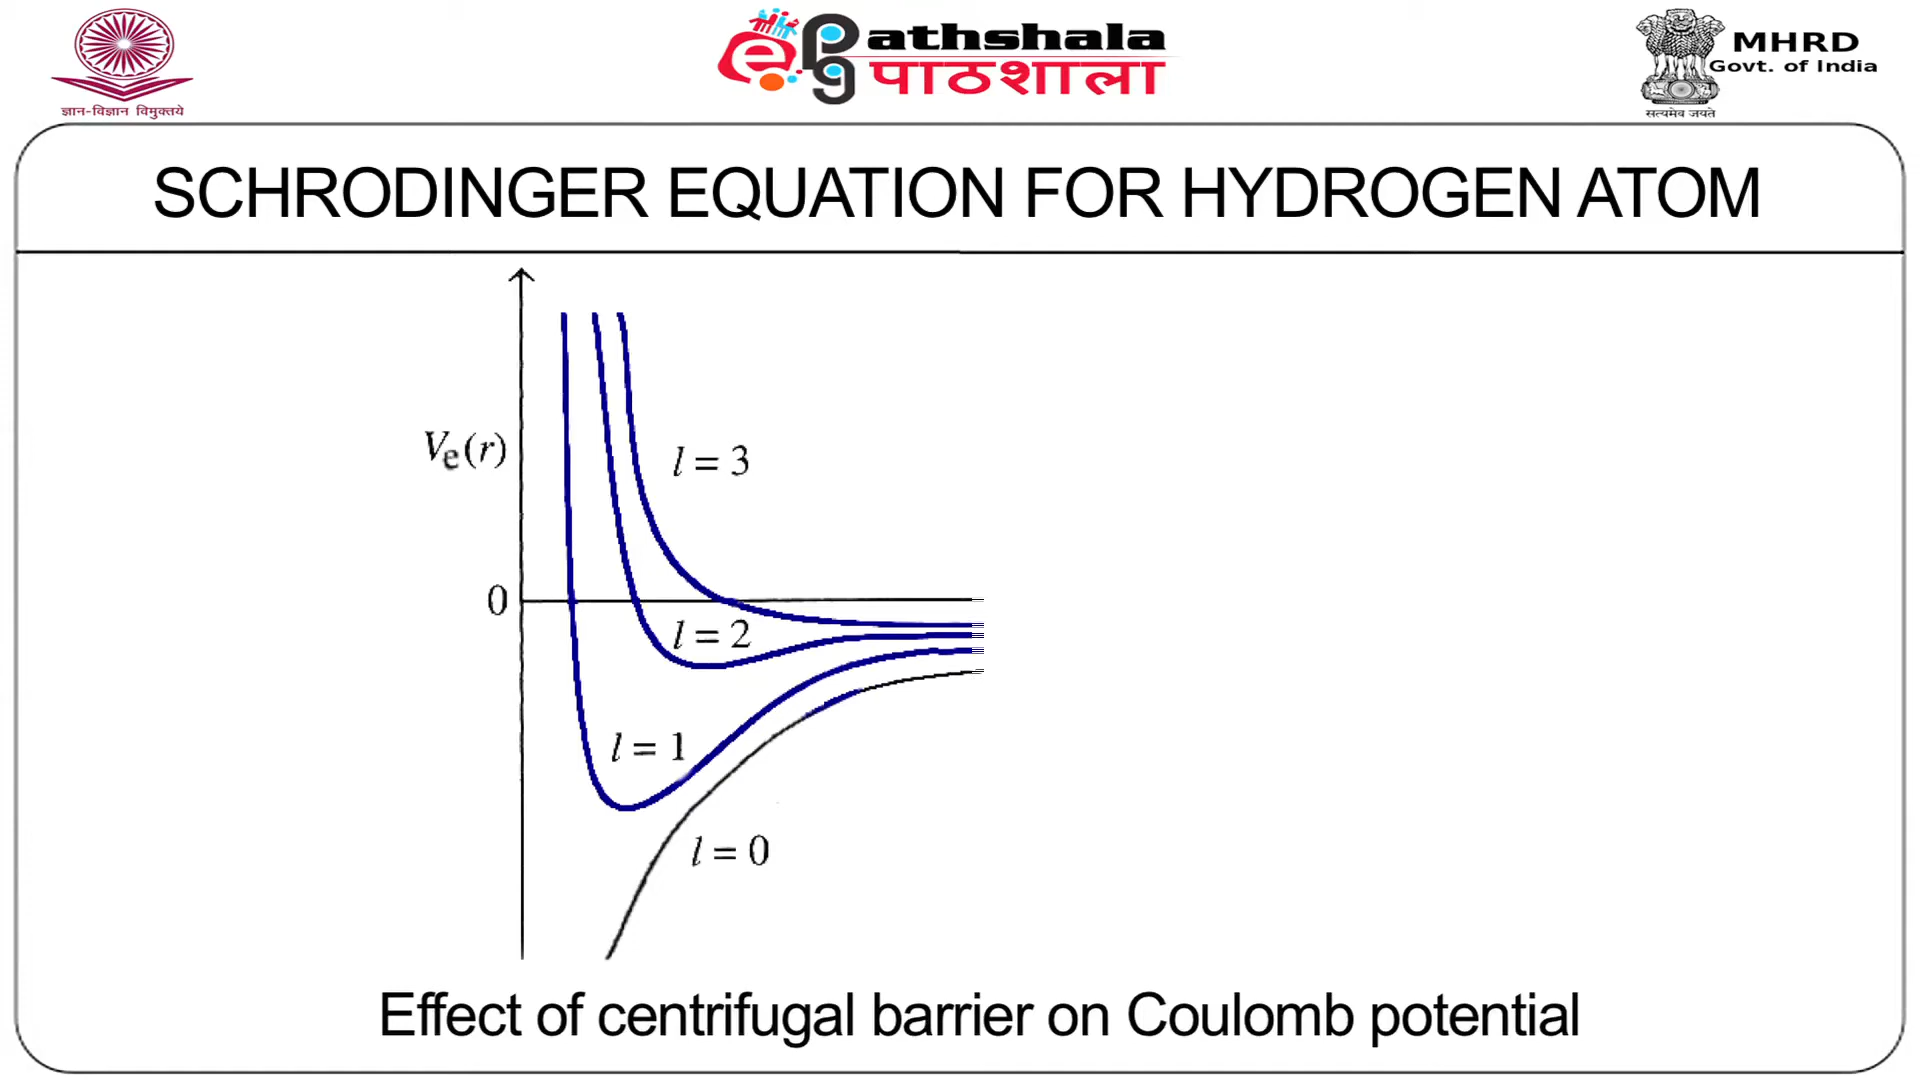 ज्ञान-विज्ञान विमुक्तये
ePathshala
पाठशाला
MHRD
Govt. of India
सत्यमेव जयते
SCHRODINGER EQUATION FOR HYDROGEN ATOM
Ve(r)
l = 3
0
l = 2
l = 1
l = 0
Effect of centrifugal barrier on Coulomb potential